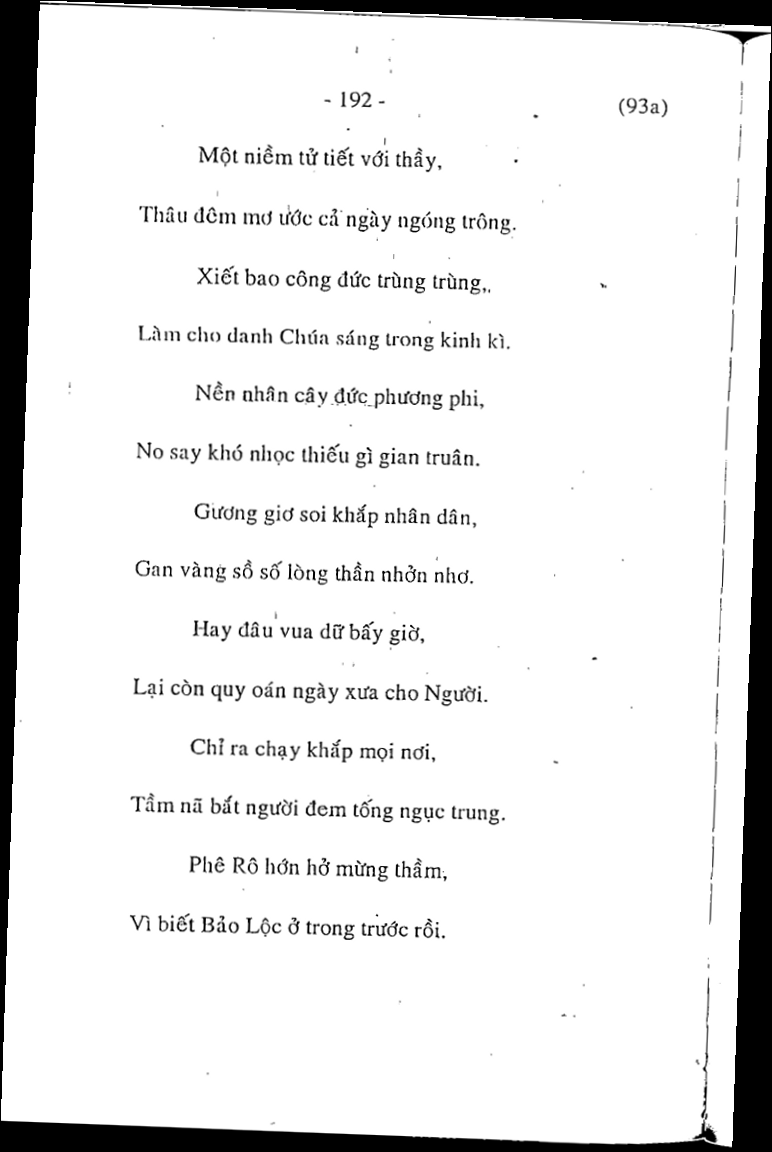 - 192 - (93a)
Một niềm tử tiết với thầy,
Thâu đêm mơ ước cả ngày ngóng trông.
Xiết bao công đức trùng trùng,
Làm cho danh Chúa sáng trong kinh kì.
Nền nhân cây đức phương phi,
No say khó nhọc thiếu gì gian truân.
Gương giơ soi khắp nhân dân,
Gan vàng sồ số lòng thần nhởn nhơ.
Hay đâu vua dữ bấy giờ,
Lại còn quy oán ngày xưa cho Người.
Chỉ ra chạy khắp mọi nơi,
Tầm nã bắt người đem tống ngục trung.
Phê Rô hớn hở mừng thầm,
Vì biết Bảo Lộc ở trong trước rồi.